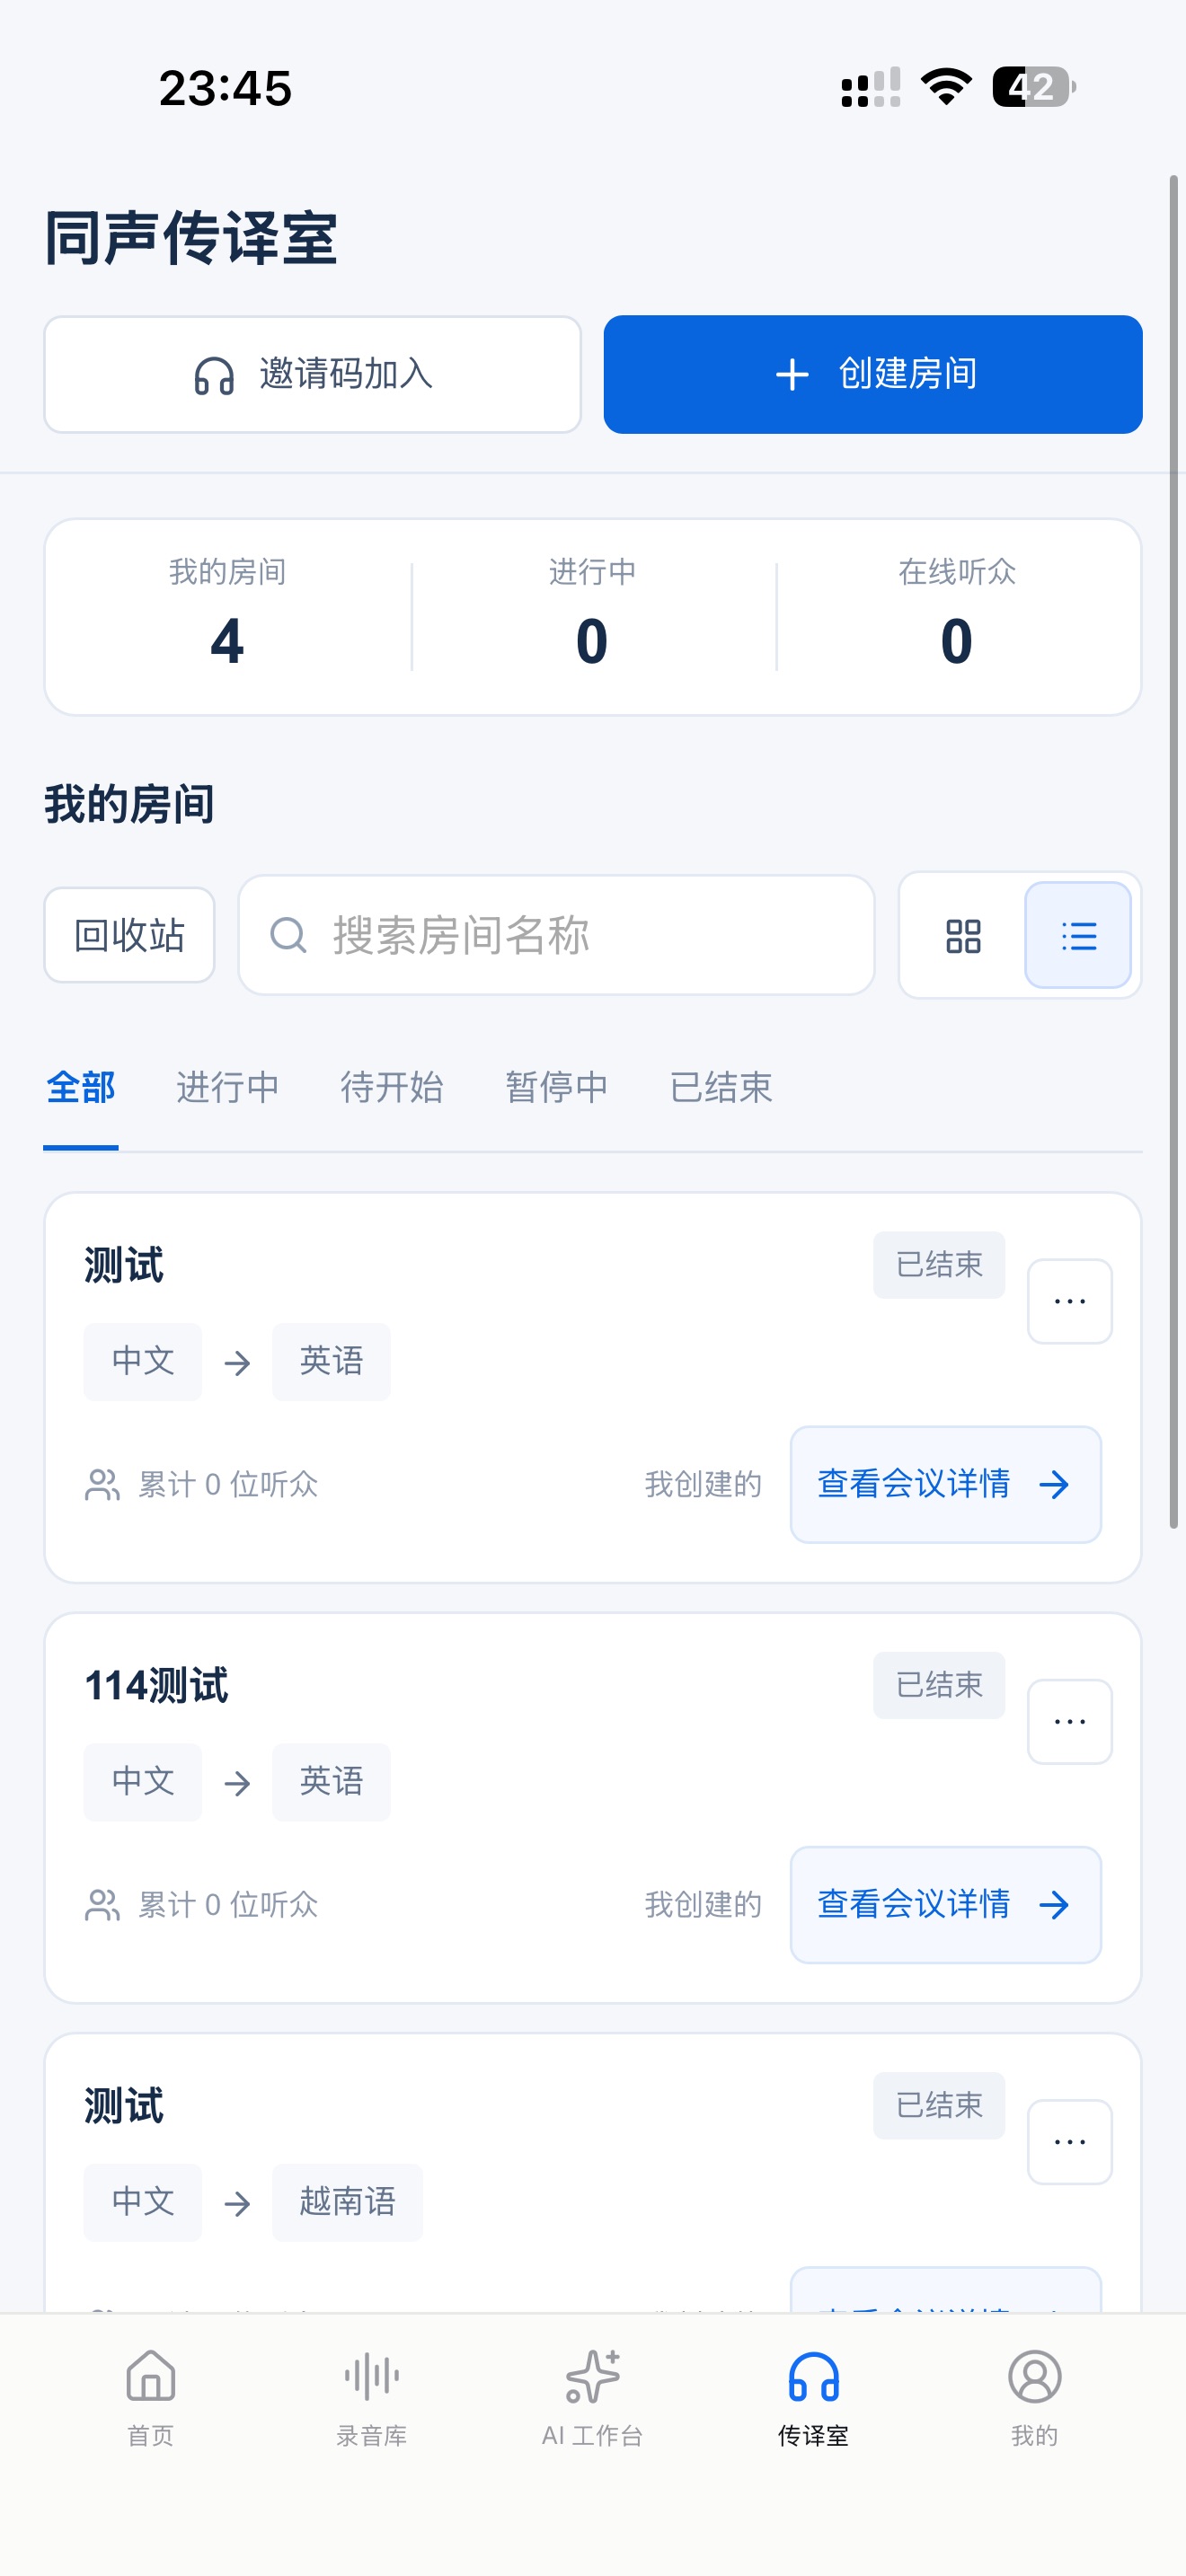 23:45
42
同声传译室
邀请码加入
创建房间
我的房间
进行中
在线听众
4
0
0
我的房间
回收站
搜索房间名称
全部 进行中 待开始 暂停中 已结束
测试
已结束
...
中文 → 英语
累计 0 位听众
我创建的
查看会议详情 →
114测试
已结束
...
中文 → 英语
累计 0 位听众
我创建的
查看会议详情 →
测试
已结束
...
中文 → 越南语
首页
录音库
AI 工作台
传译室
我的